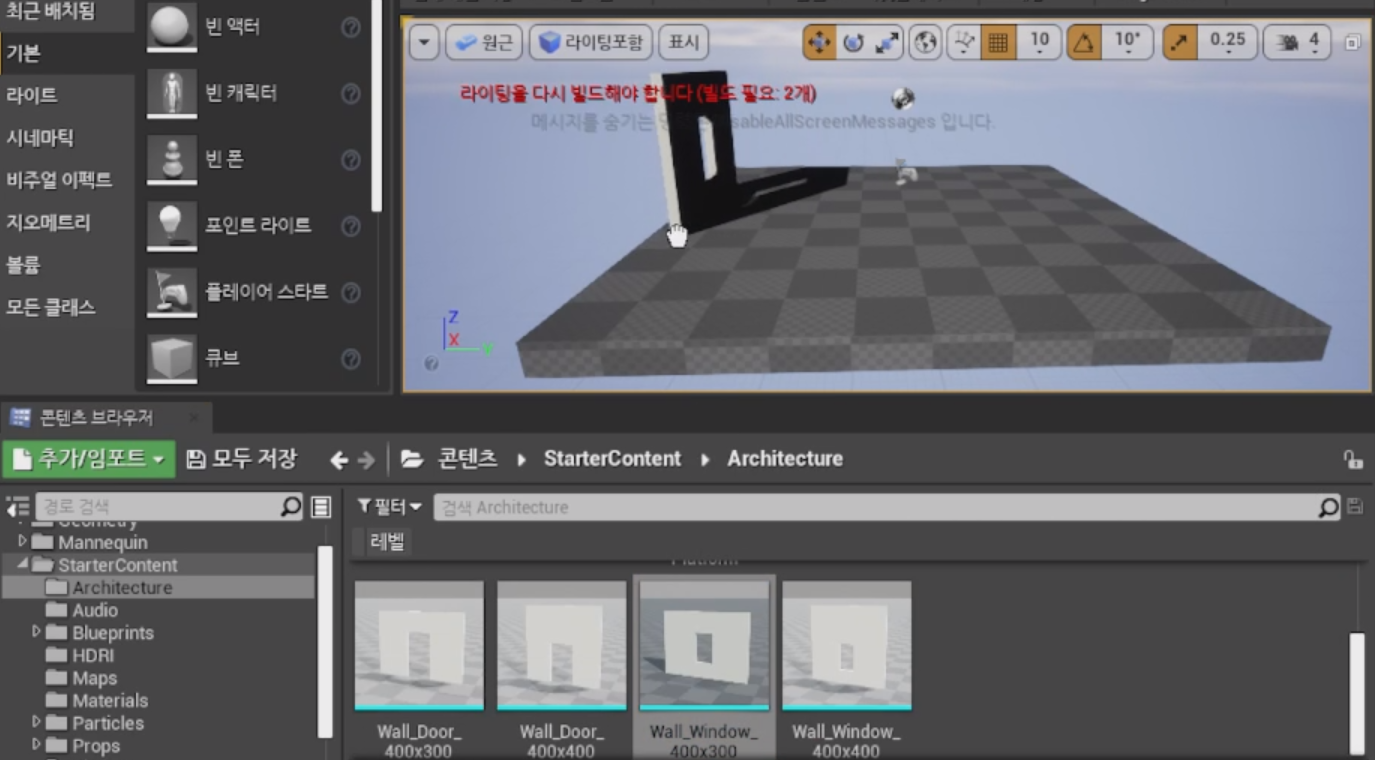 최근 배치됨
기본
라이트
시네마틱
비주얼 이펙트
지오메트리
볼륨
모든 클래스
빈 액터
빈 캐릭터
빈 폰
포인트 라이트
플레이어 스타트
큐브
원근
라이팅포함
표시
10
10°
0.25
4
라이팅을 다시 빌드해야 합니다 (빌드 필요: 2개)
메시지를 숨기는 sableAllScreenMessages 입니다.
Z
X
Y
콘텐츠 브라우저
추가/임포트
모두 저장
콘텐츠
StarterContent
Architecture
경로 검색
필터
검색 Architecture
레벨
Geometry
Mannequin
StarterContent
Architecture
Audio
Blueprints
HDRI
Maps
Materials
Particles
Props
Platform
Wall_Door_
400x300
Wall_Door_
400x400
Wall_Window_
400x300
Wall_Window_
400x400